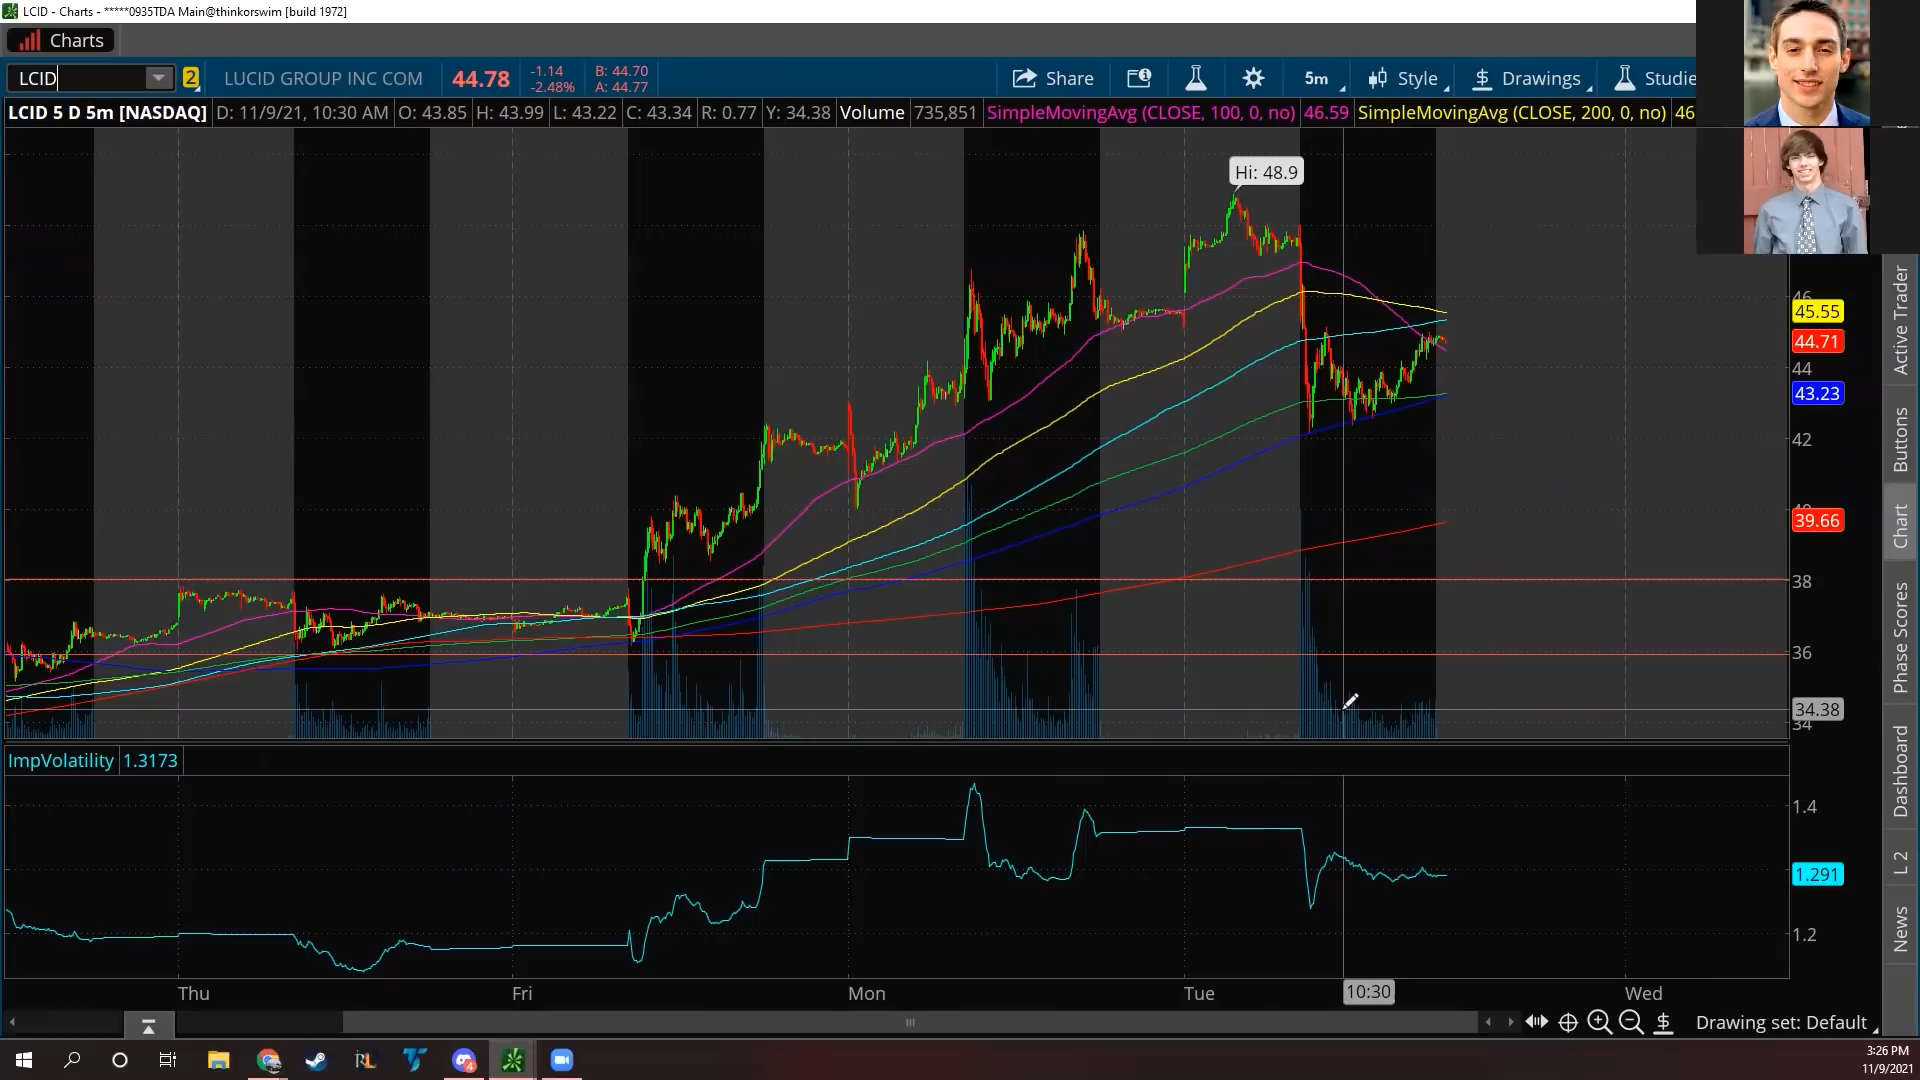 LCID - Charts - *****0935TDA Main@thinkorswim [build 1972]
Charts
LCID 2 LUCID GROUP INC COM 44.78 -1.14 B: 44.70
-2.48% A: 44.77
Share 5m Style Drawings Studie
LCID 5 D 5m [NASDAQ] D: 11/9/21, 10:30 AM O: 43.85 H: 43.99 L: 43.22 C: 43.34 R: 0.77 Y: 34.38 Volume 735,851 SimpleMovingAvg (CLOSE, 100, 0, no) 46.59 SimpleMovingAvg (CLOSE, 200, 0, no) 46
Hi: 48.9
46
45.55
44.71
44
43.23
42
39.66
38
36
34.38
34
Active Trader
Buttons
Chart
Phase Scores
Dashboard
L 2
News
ImpVolatility 1.3173
1.4
1.291
1.2
Thu Fri Mon Tue 10:30 Wed
Drawing set: Default
RL 4
3:26 PM
11/9/2021